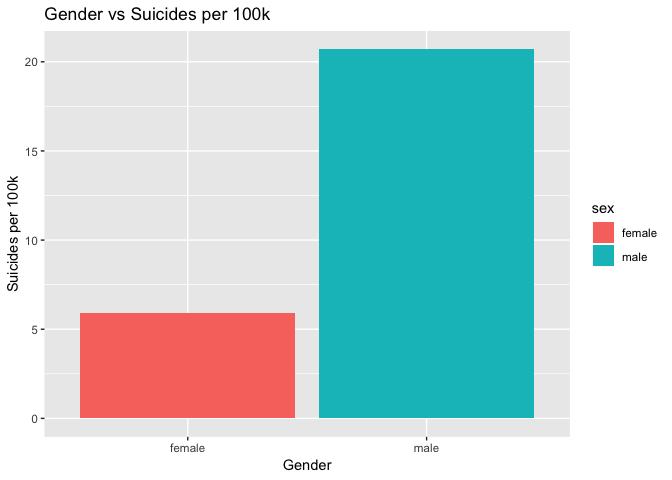 Gender vs Suicides per 100k
20
15
10
5
0
Suicides per 100k
female
male
Gender
sex
female
male